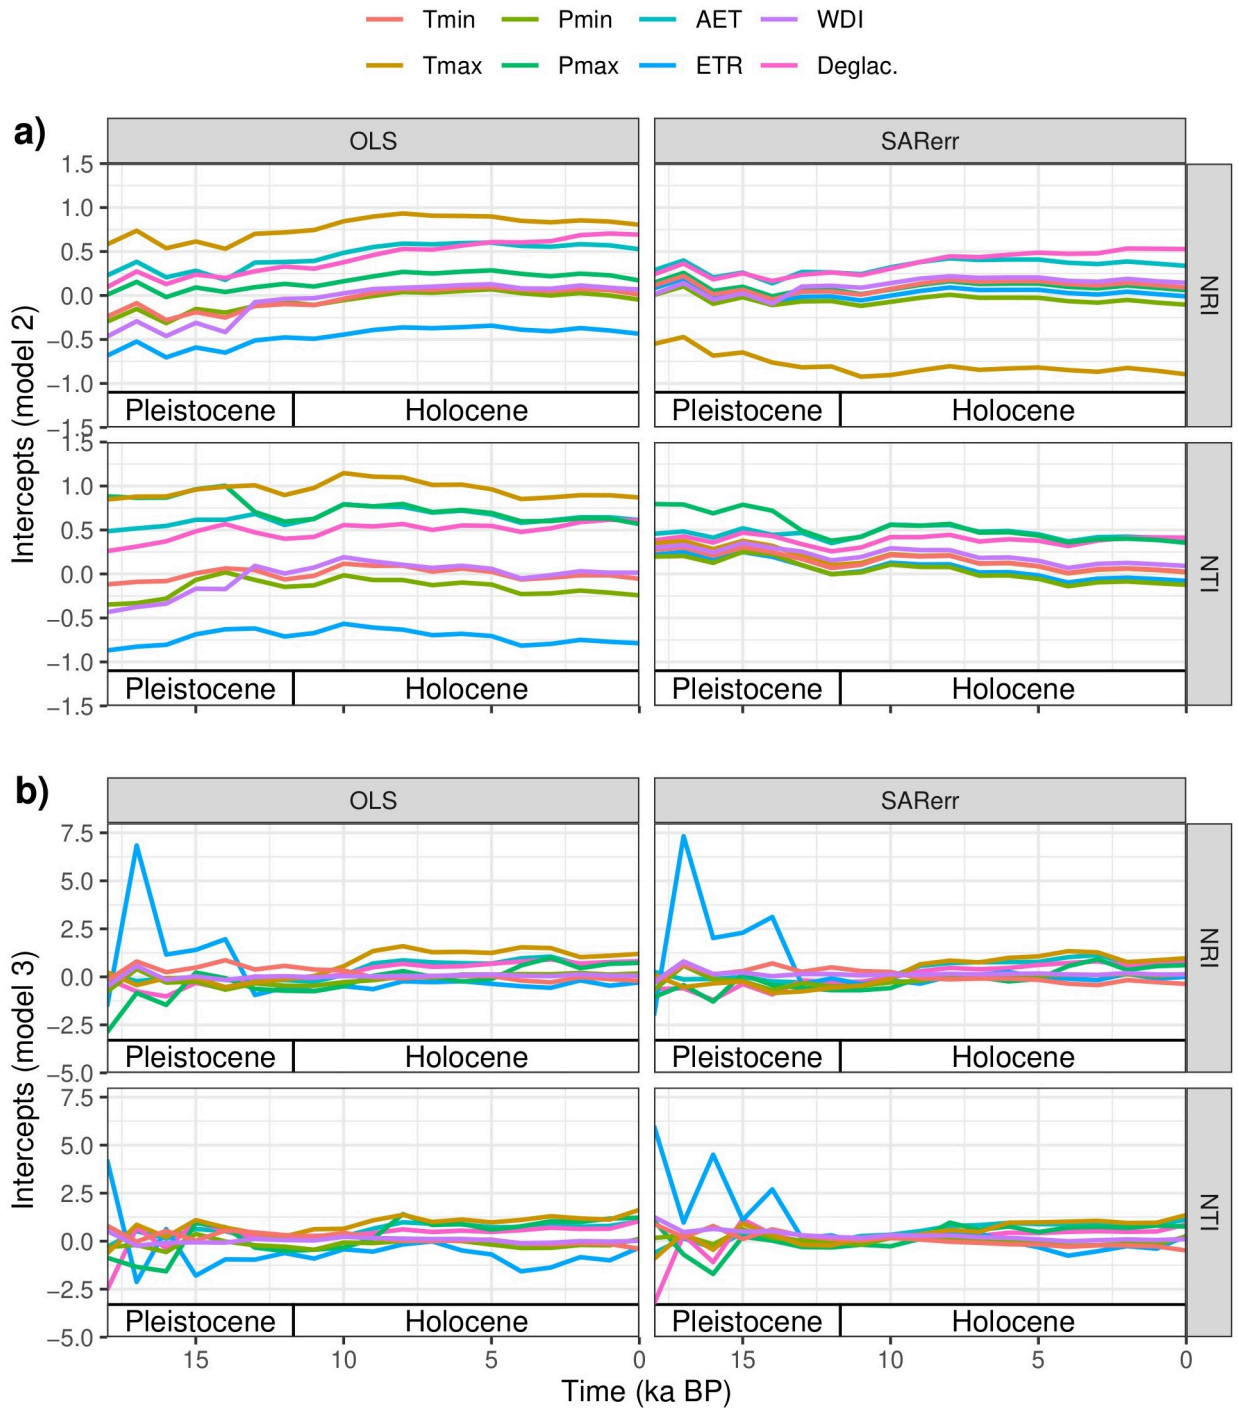 Tmin Pmin AET WDI
Tmax Pmax ETR Deglac.
a)
OLS SARerr
Intercepts (model 2)
1.5
1.0
0.5
0.0
−0.5
−1.0
−1.5
Pleistocene Holocene Pleistocene Holocene
NRI
1.5
1.0
0.5
0.0
−0.5
−1.0
−1.5
Pleistocene Holocene Pleistocene Holocene
NTI
b)
OLS SARerr
Intercepts (model 3)
7.5
5.0
2.5
0.0
−2.5
−5.0
Pleistocene Holocene Pleistocene Holocene
NRI
7.5
5.0
2.5
0.0
−2.5
−5.0
Pleistocene Holocene Pleistocene Holocene
NTI
15 10 5 0 15 10 5 0
Time (ka BP)